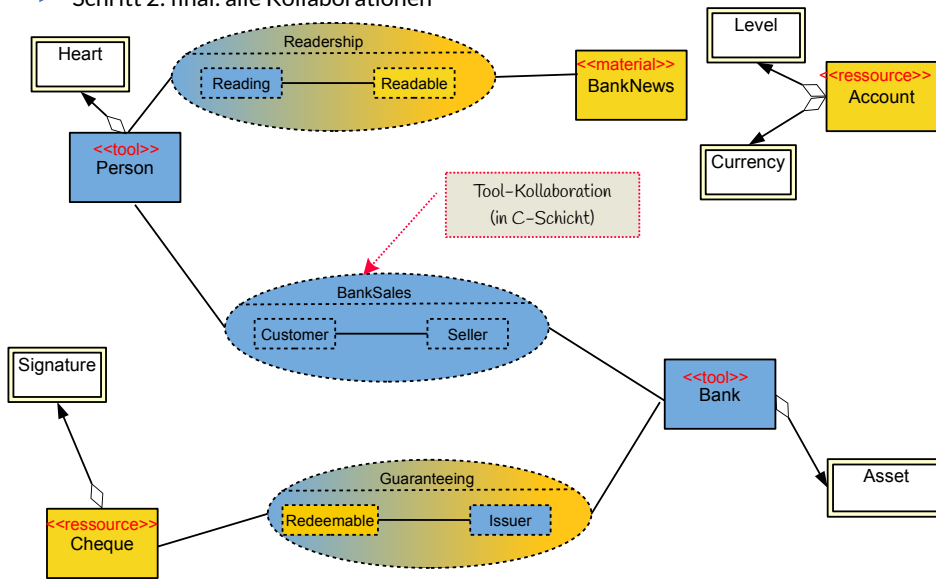 Schritt 2: final: alle Kollaborationen
Heart
Readership
Reading
Readable
<<material>>
BankNews
Level
<<ressource>>
Account
Currency
<<tool>>
Person
Tool-Kollaboration
(in C-Schicht)
BankSales
Customer
Seller
Signature
<<tool>>
Bank
Asset
Guaranteeing
Redeemable
Issuer
<<ressource>>
Cheque